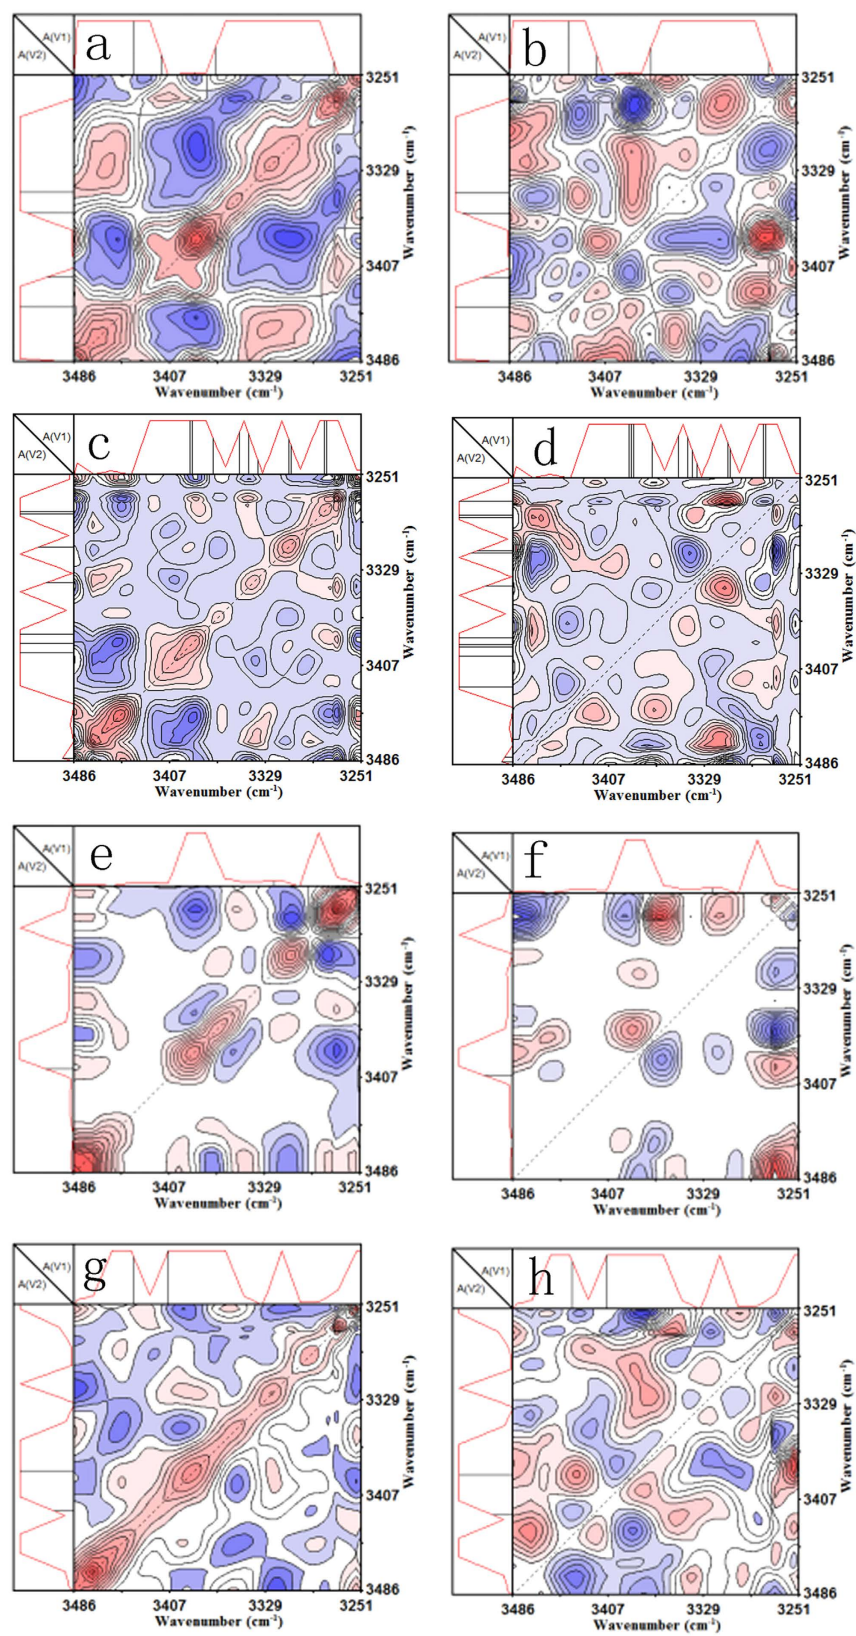 A(V1)
A(V2)
a
3251
3329
3407
3486
Wavenumber (cm⁻¹)
3486 3407 3329 3251
Wavenumber (cm⁻¹)
A(V1)
A(V2)
b
3251
3329
3407
3486
Wavenumber (cm⁻¹)
3486 3407 3329 3251
Wavenumber (cm⁻¹)
A(V1)
A(V2)
c
3251
3329
3407
3486
Wavenumber (cm⁻¹)
3486 3407 3329 3251
Wavenumber (cm⁻¹)
A(V1)
A(V2)
d
3251
3329
3407
3486
Wavenumber (cm⁻¹)
3486 3407 3329 3251
Wavenumber (cm⁻¹)
A(V1)
A(V2)
e
3251
3329
3407
3486
Wavenumber (cm⁻¹)
3486 3407 3329 3251
Wavenumber (cm⁻¹)
A(V1)
A(V2)
f
3251
3329
3407
3486
Wavenumber (cm⁻¹)
3486 3407 3329 3251
Wavenumber (cm⁻¹)
A(V1)
A(V2)
g
3251
3329
3407
3486
Wavenumber (cm⁻¹)
3486 3407 3329 3251
Wavenumber (cm⁻¹)
A(V1)
A(V2)
h
3251
3329
3407
3486
Wavenumber (cm⁻¹)
3486 3407 3329 3251
Wavenumber (cm⁻¹)